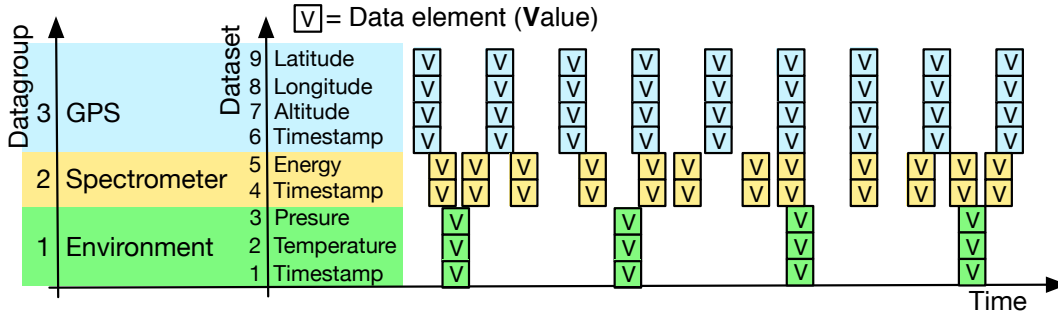 V = Data element (Value)
Datagroup
Dataset
9 Latitude V V V V V V V V V
8 Longitude V V V V V V V V V
3 GPS
7 Altitude V V V V V V V V V
6 Timestamp V V V V V V V V V
5 Energy V V V V V V V V V V V V
2 Spectrometer
4 Timestamp V V V V V V V V V V V V
3 Presure V V V V
1 Environment
2 Temperature V V V V
1 Timestamp V V V V
Time